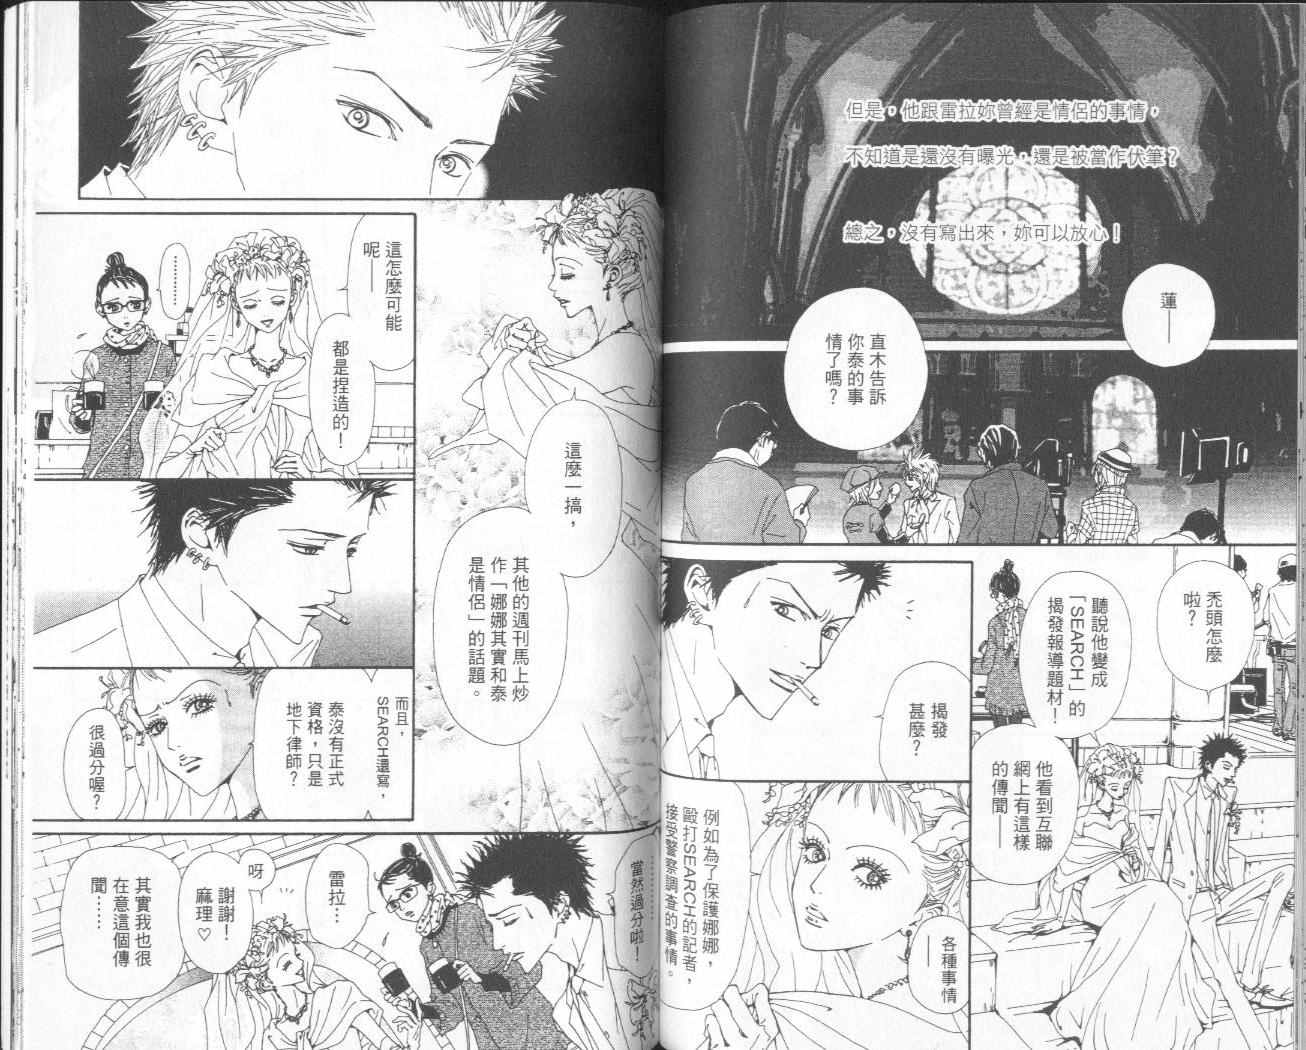 但是，他跟雷拉妳曾經是情侶的事情，
不知道是還沒有曝光，還是被當作伏筆？
總之，沒有寫出來，妳可以放心！
蓮——
直木告訴
你泰的事
情了嗎？
禿頭怎麼
啦？
聽說他變成
「SEARCH」的
揭發報導題材！
揭發
甚麼？
他看到互聯
網上有這樣
的傳聞——
各種事情
——
例如為了保護娜娜，
毆打SEARCH的記者，
接受警察調查的事情。
這麼一搞，
其他的週刊馬上炒
作「娜娜其實和泰
是情侶」的話題。
這怎麼可能
呢——
都是捏造的！
………
而且，
SEARCH還寫，
泰沒有正式
資格，只是
地下律師？
很過分喔？
…………
當然過分啦！
雷拉…
呀
謝謝！
麻理♡
其實我也很
在意這個傳
聞……